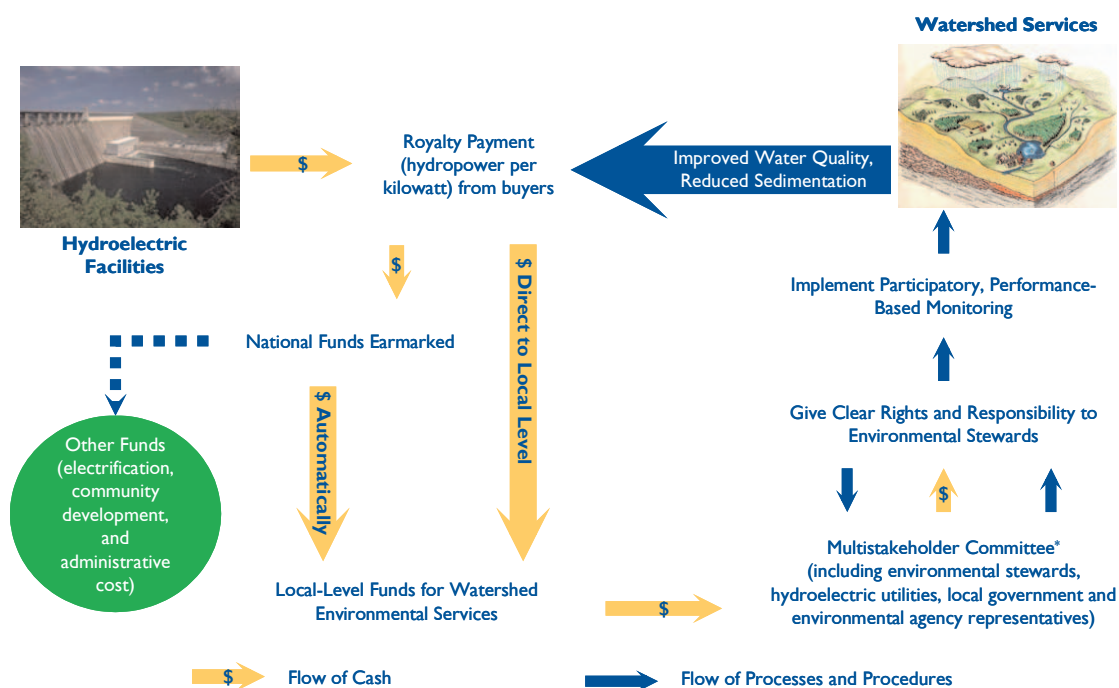 Watershed Services
Royalty Payment
(hydropower per
kilowatt) from buyers
$
Improved Water Quality,
Reduced Sedimentation
Hydroelectric
Facilities
$
$ Direct to Local Level
Implement Participatory, Performance-
Based Monitoring
National Funds Earmarked
$ Automatically
Give Clear Rights and Responsibility to
Environmental Stewards
Other Funds
(electrification,
community
development,
and
administrative
cost)
$
Multistakeholder Committee*
(including environmental stewards,
hydroelectric utilities, local government and
environmental agency representatives)
Local-Level Funds for Watershed
Environmental Services
$
$
Flow of Cash
Flow of Processes and Procedures